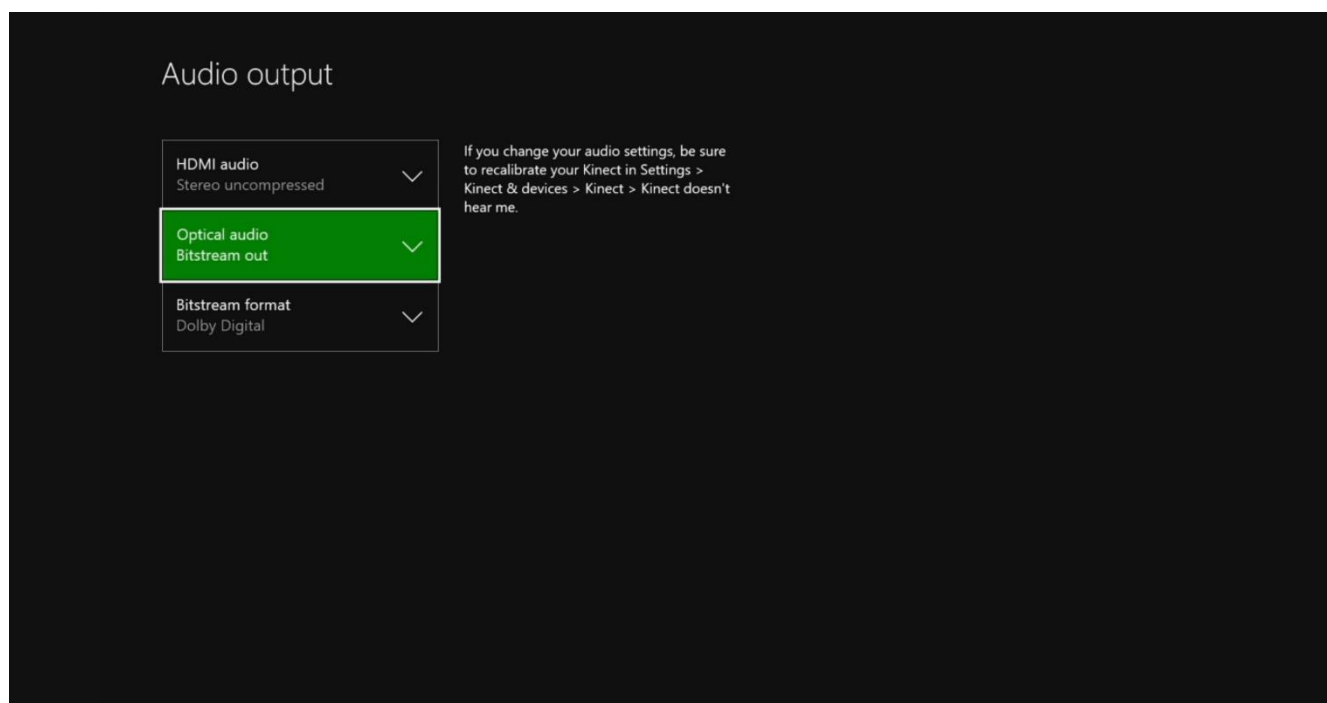 Audio output
HDMI audio
Stereo uncompressed
Optical audio
Bitstream out
Bitstream format
Dolby Digital
If you change your audio settings, be sure
to recalibrate your Kinect in Settings >
Kinect & devices > Kinect > Kinect doesn't
hear me.